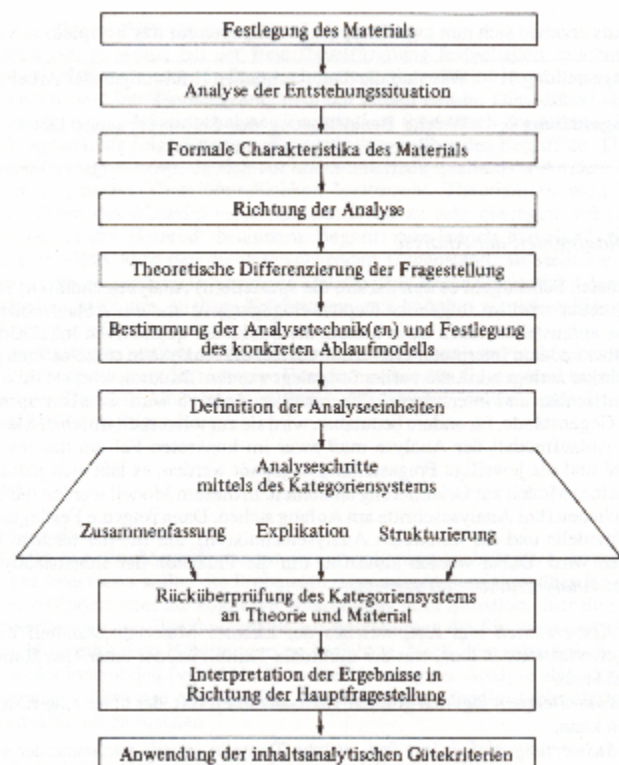 Festlegung des Materials
Analyse der Entstehungssituation
Formale Charakteristika des Materials
Richtung der Analyse
Theoretische Differenzierung der Fragestellung
Bestimmung der Analysetechnik(en) und Festlegung
des konkreten Ablaufmodells
Definition der Analyseeinheiten
Analyseschritte
mittels des Kategoriensystems
Zusammenfassung Explikation Strukturierung
Rücküberprüfung des Kategoriensystems
an Theorie und Material
Interpretation der Ergebnisse in
Richtung der Hauptfragestellung
Anwendung der inhaltsanalytischen Gütekriterien